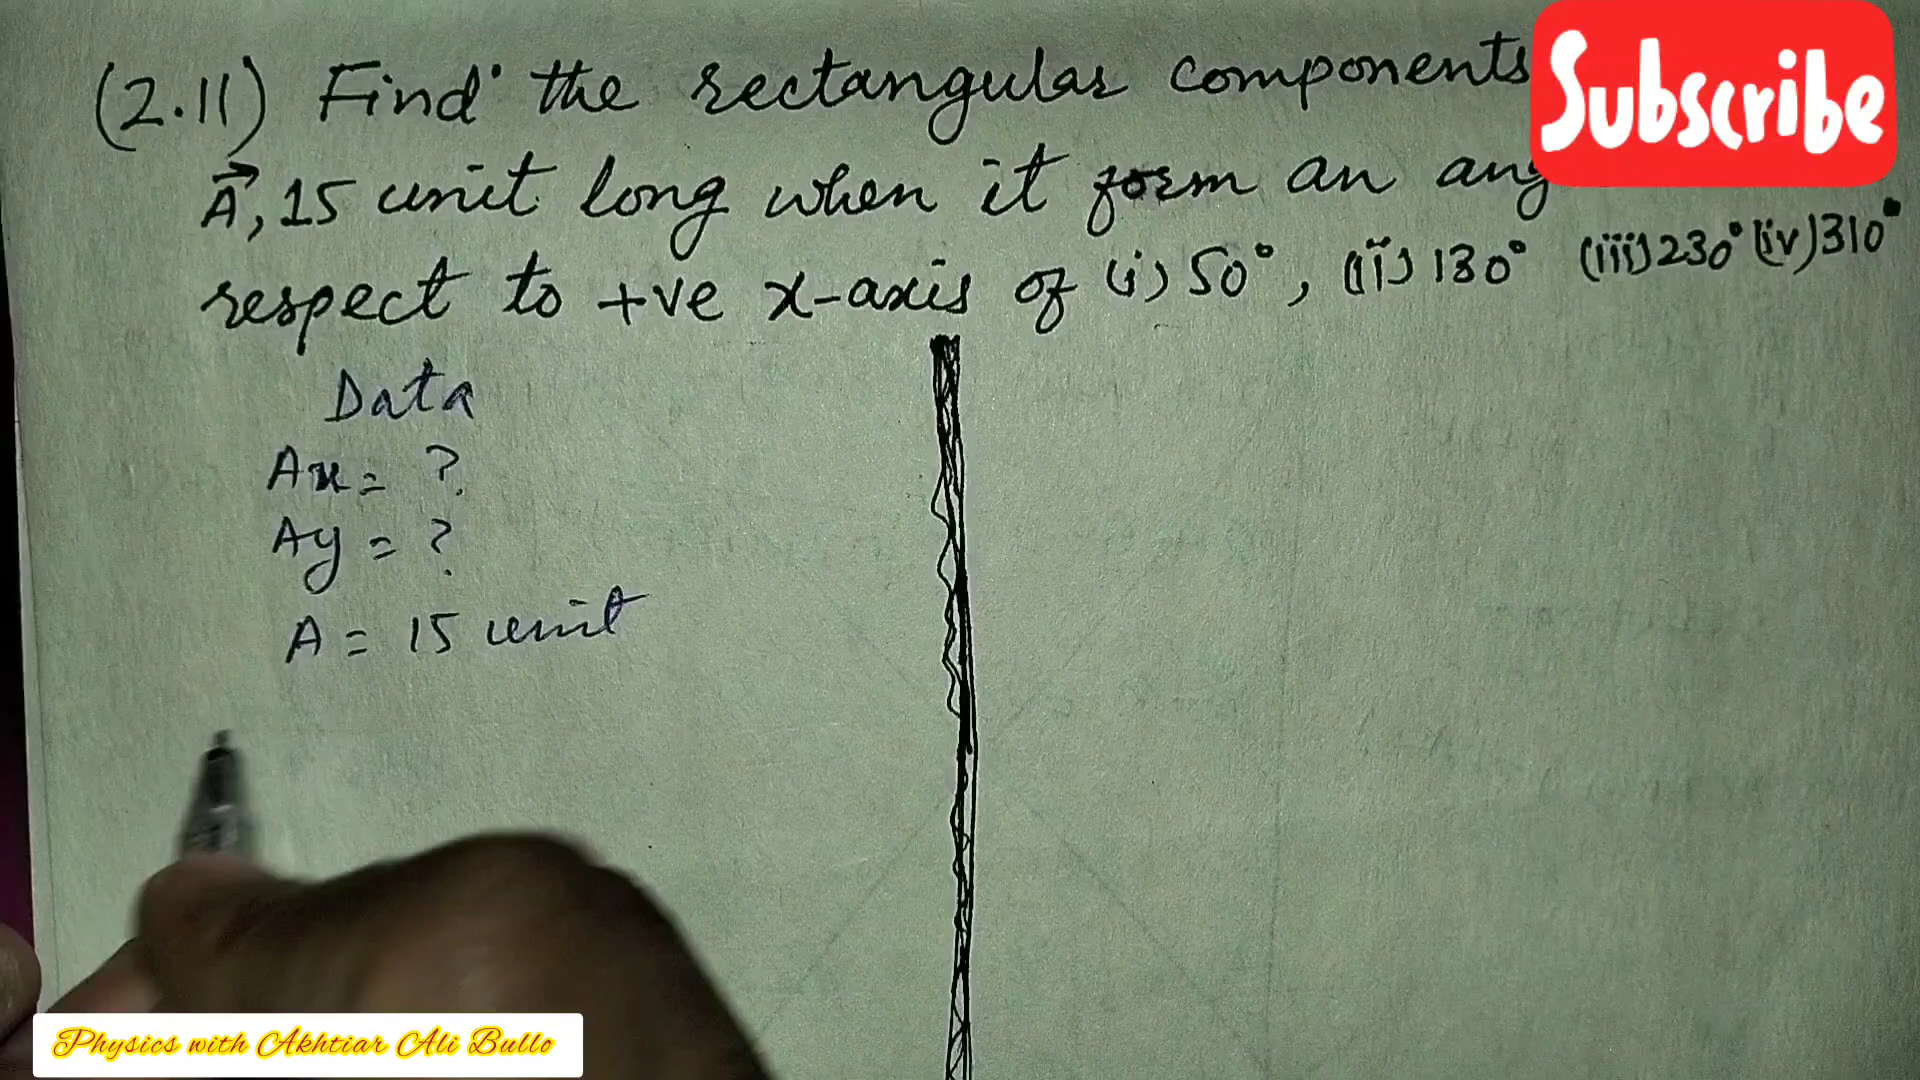 (2.11) Find the rectangular components
Subscribe
A, 15 unit long when it form an ang
respect to +ve x-axis of (i) 50°, (ii) 130° (iii) 230° (iv) 310°
Data
Ax = ?
Ay = ?
A = 15 unit
Physics with Akhtiar Ali Bullo